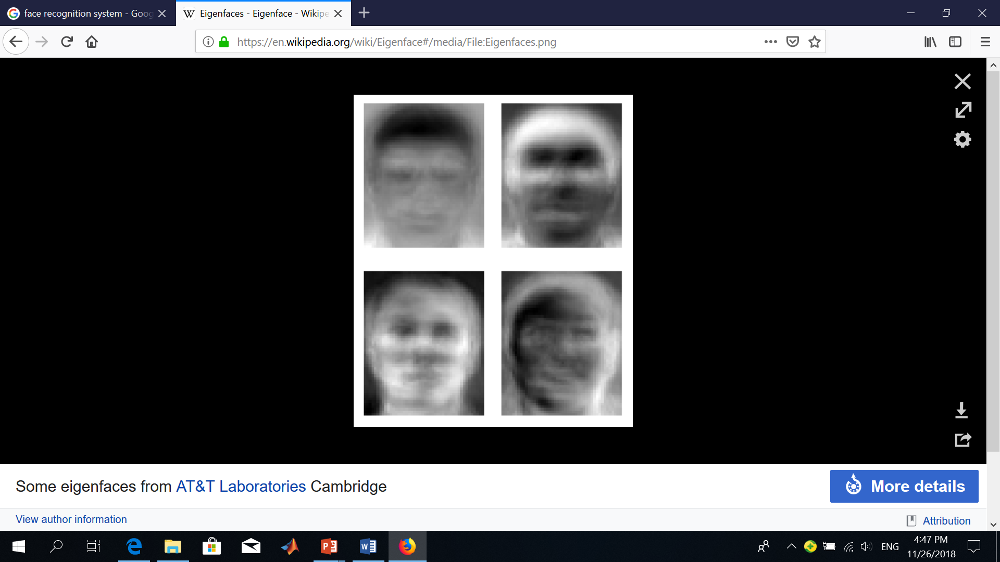 face recognition system - Goog
Eigenfaces - Eigenface - Wikipe
https://en.wikipedia.org/wiki/Eigenface#/media/File:Eigenfaces.png
Some eigenfaces from AT&T Laboratories Cambridge
More details
View author information
Attribution
ENG
4:47 PM
11/26/2018